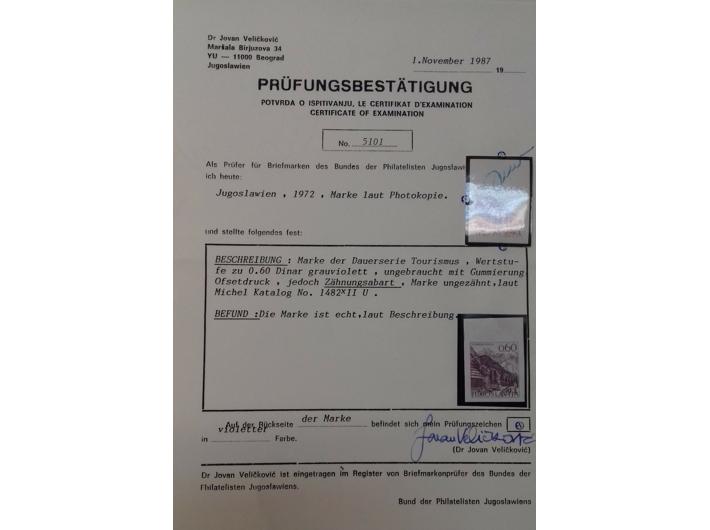 Dr Jovan Veličković
Maršala Birjuzova 34
YU — 11000 Beograd
Jugoslawien
1.November 1987
19
PRÜFUNGSBESTÄTIGUNG
POTVRDA O ISPITIVANJU, LE CERTIFIKAT D'EXAMINATION
CERTIFICATE OF EXAMINATION
No. 5101
Als Prüfer für Briefmarken des Bundes der Philatelisten Jugoslawi
ich heute:
Jugoslawien , 1972 , Marke laut Photokopie.
und stellte folgendes fest:
BESCHREIBUNG : Marke der Dauerserie Tourismus , Wertstu-
fe zu 0.60 Dinar grauviolett , ungebraucht mit Gummierung
Ofsetdruck , jedoch Zähnungsabart , Marke ungezähnt,laut
Michel Katalog No. 1482xII U .
BEFUND :Die Marke ist echt,laut Beschreibung.
0,60
JUGOSLAVIJA
Auf der Rückseite der Marke befindet sich mein Prüfungszeichen
in violetter Farbe.
Jovan Veličković
(Dr Jovan Veličković)
Dr Jovan Veličković ist eingetragen im Register von Briefmarkenprüfer des Bundes der
Philatelisten Jugoslawiens.
Bund der Philatelisten Jugoslawiens